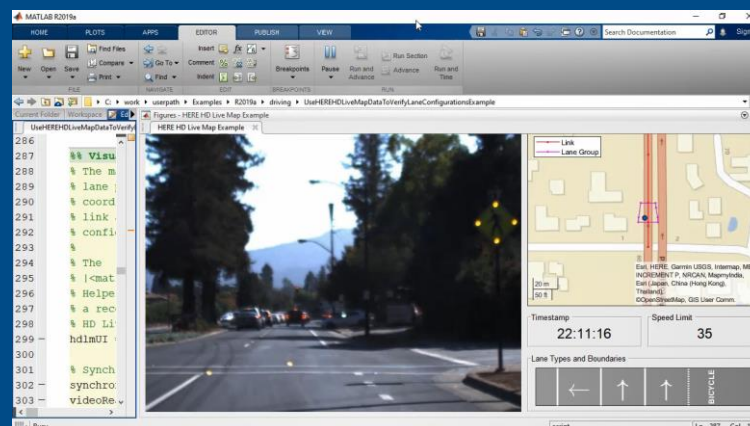 MATLAB R2019a
HOME PLOTS APPS EDITOR PUBLISH VIEW
Search Documentation
Sign
New Open Save
Find Files
Compare
Print
Go To
Find
Insert
Comment
Indent
Breakpoints
Pause
Run and Advance
Run Section
Advance
Run and Time
FILE NAVIGATE EDIT BREAKPOINTS RUN
C: work userpath Examples R2019a driving UseHEREHDLiveMapDataToVerifyLaneConfigurationsExample
Current Folder Workspace Ed
Figures - HERE HD Live Map Example
UseHEREHDLiveMapDataToVerify
HERE HD Live Map Example
286
287 %% Visua
288 % The ma
289 % lane p
290 % coord
291 % link
292 % confi
293 %
294 % The
295 % |<mat
296 % Helpe
297 % a rec
298 % HD Li
299 hdlmUI
300
301 % Synch
302 synchro
303 videoRe
Link
Lane Group
20 m
50 ft
Esri, HERE, Garmin USGS, Intermap,
INCREMENT P, NRCAN, MapmyIndia,
Esri (Japan, China (Hong Kong),
Thailand),
©OpenStreetMap, GIS User Comm.
Timestamp
22:11:16
Speed Limit
35
Lane Types and Boundaries
BICYCLE